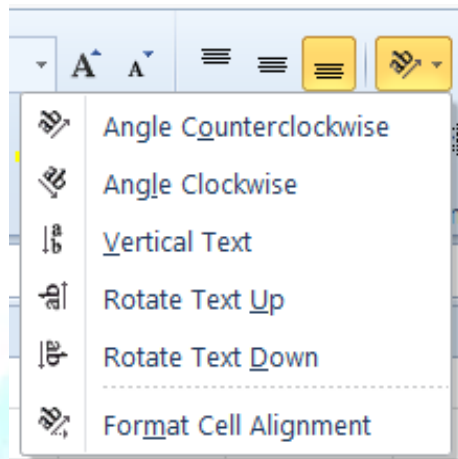 A A
Angle Counterclockwise
Angle Clockwise
Vertical Text
Rotate Text Up
Rotate Text Down
Format Cell Alignment